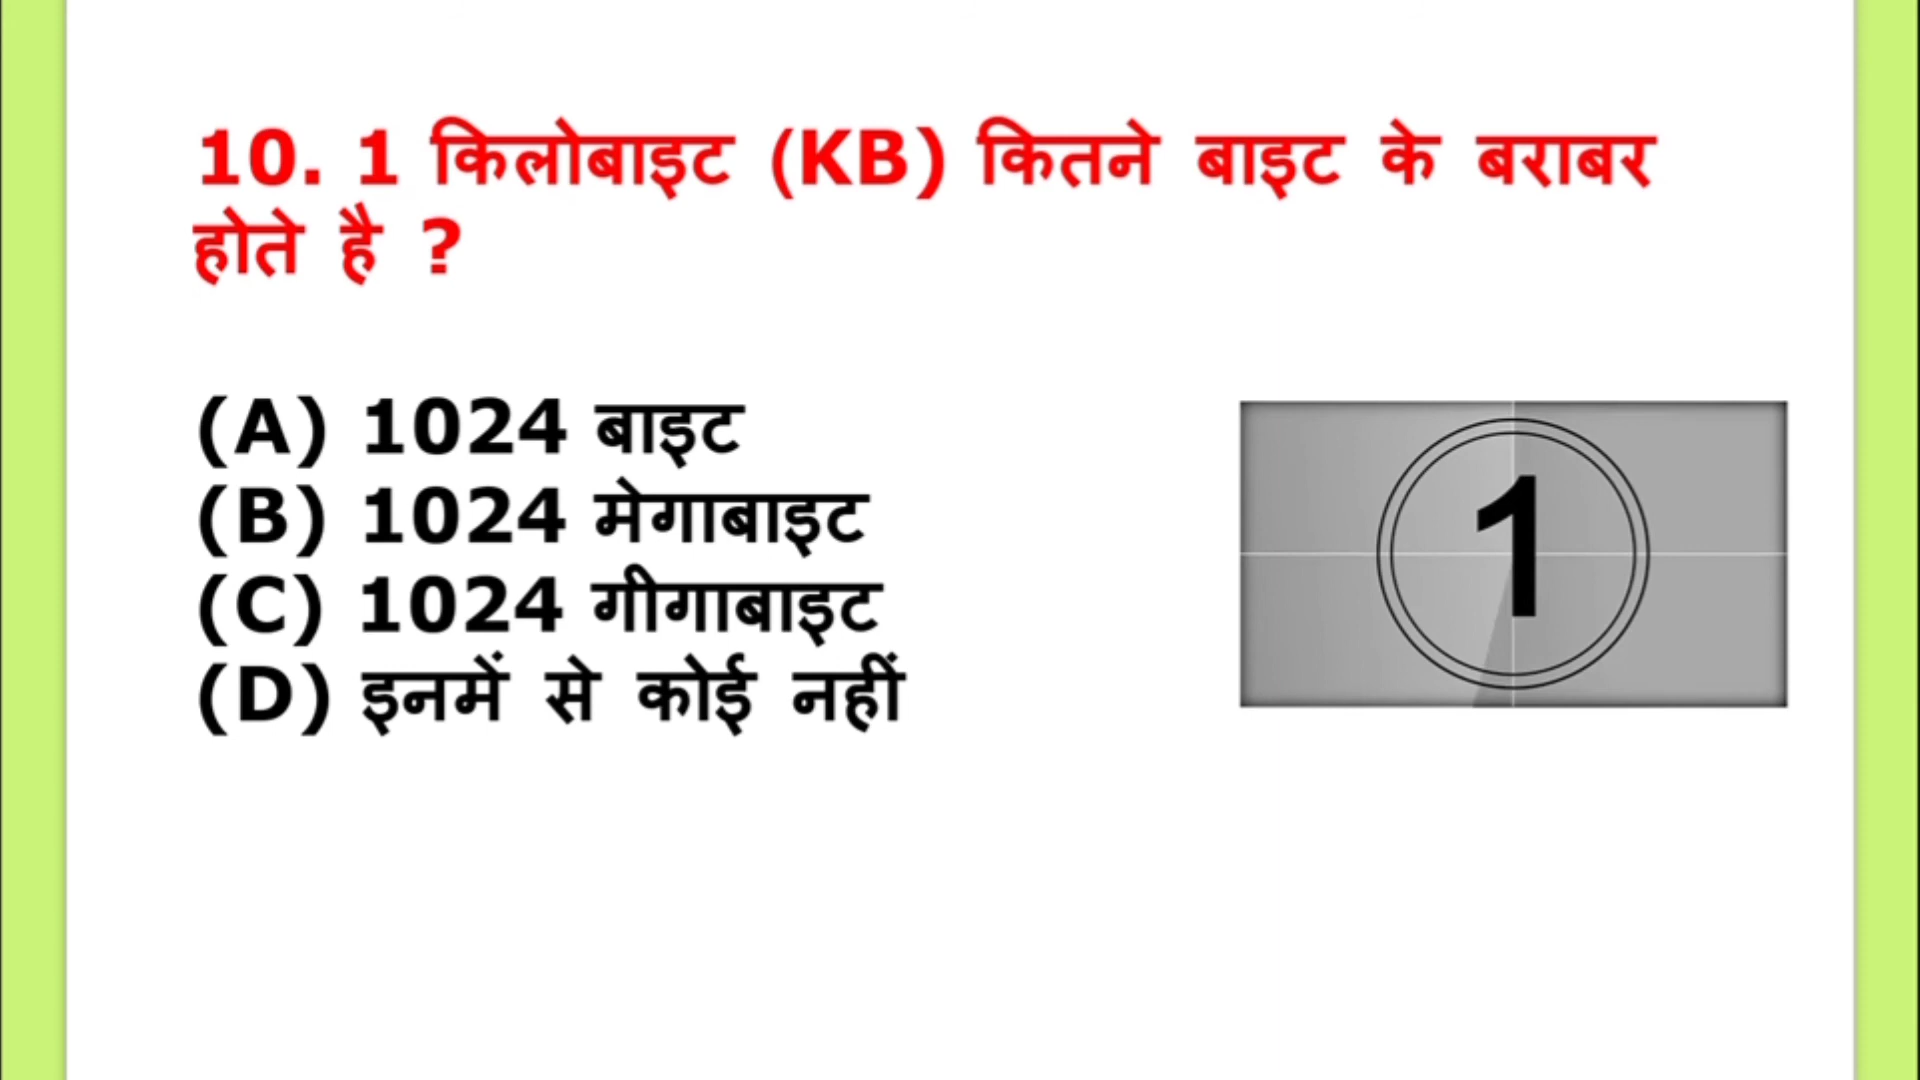 10. 1 किलोबाइट (KB) कितने बाइट के बराबर
होते है ?
(A) 1024 बाइट
(B) 1024 मेगाबाइट
(C) 1024 गीगाबाइट
(D) इनमें से कोई नहीं
1